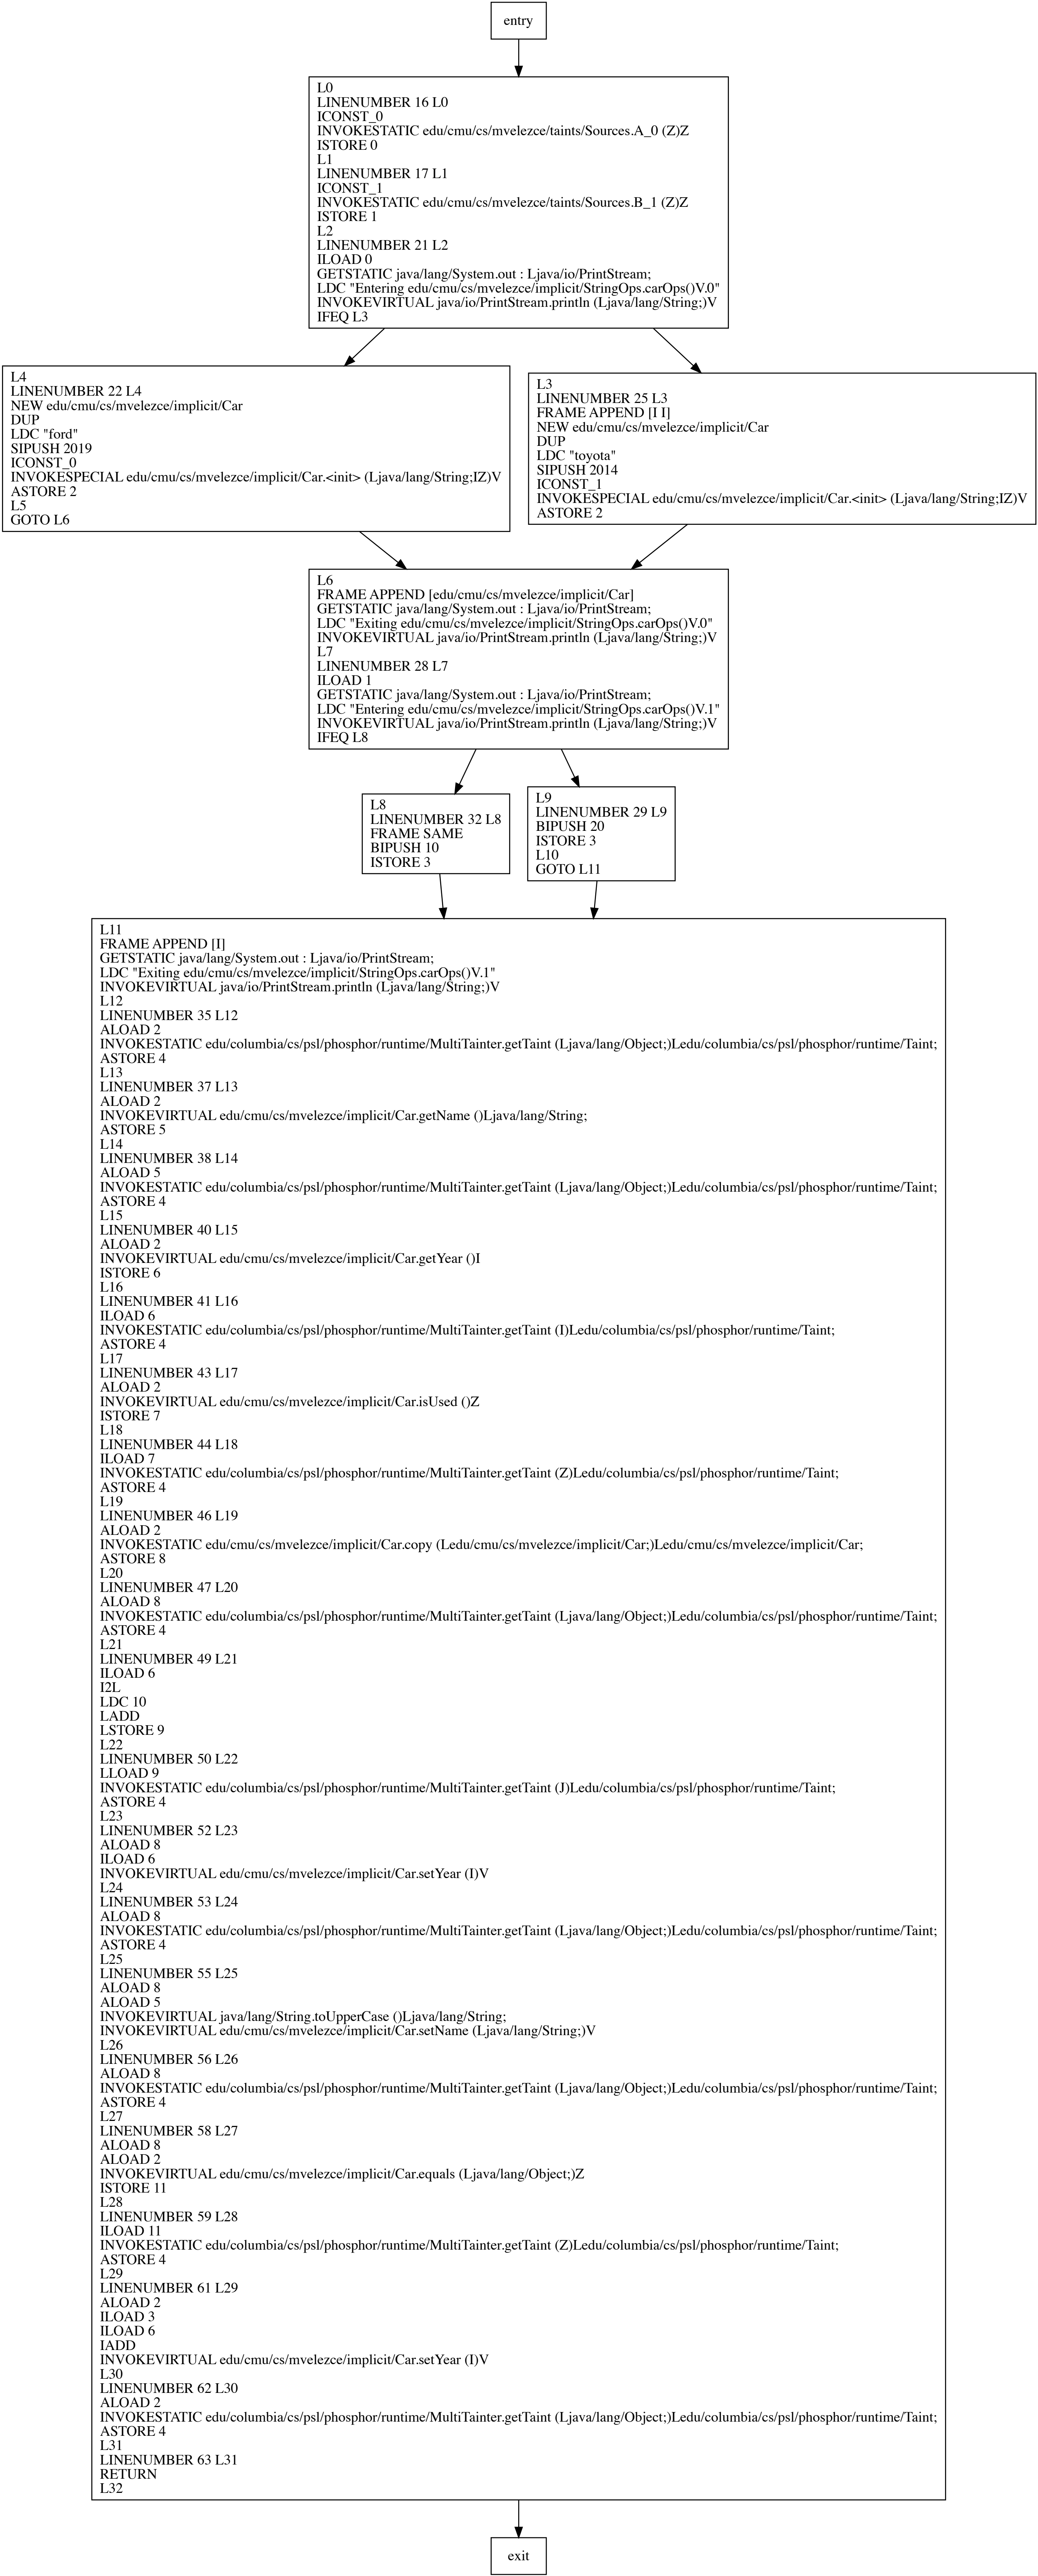 entry
L0
LINENUMBER 16 L0
ICONST_0
INVOKESTATIC edu/cmu/cs/mvelezce/taints/Sources.A_0 (Z)Z
ISTORE 0
L1
LINENUMBER 17 L1
ICONST_1
INVOKESTATIC edu/cmu/cs/mvelezce/taints/Sources.B_1 (Z)Z
ISTORE 1
L2
LINENUMBER 21 L2
ILOAD 0
GETSTATIC java/lang/System.out : Ljava/io/PrintStream;
LDC "Entering edu/cmu/cs/mvelezce/implicit/StringOps.carOps()V.0"
INVOKEVIRTUAL java/io/PrintStream.println (Ljava/lang/String;)V
IFEQ L3
L4
LINENUMBER 22 L4
NEW edu/cmu/cs/mvelezce/implicit/Car
DUP
LDC "ford"
SIPUSH 2019
ICONST_0
INVOKESPECIAL edu/cmu/cs/mvelezce/implicit/Car.<init> (Ljava/lang/String;IZ)V
ASTORE 2
L5
GOTO L6
L3
LINENUMBER 25 L3
FRAME APPEND [I I]
NEW edu/cmu/cs/mvelezce/implicit/Car
DUP
LDC "toyota"
SIPUSH 2014
ICONST_1
INVOKESPECIAL edu/cmu/cs/mvelezce/implicit/Car.<init> (Ljava/lang/String;IZ)V
ASTORE 2
L6
FRAME APPEND [edu/cmu/cs/mvelezce/implicit/Car]
GETSTATIC java/lang/System.out : Ljava/io/PrintStream;
LDC "Exiting edu/cmu/cs/mvelezce/implicit/StringOps.carOps()V.0"
INVOKEVIRTUAL java/io/PrintStream.println (Ljava/lang/String;)V
L7
LINENUMBER 28 L7
ILOAD 1
GETSTATIC java/lang/System.out : Ljava/io/PrintStream;
LDC "Entering edu/cmu/cs/mvelezce/implicit/StringOps.carOps()V.1"
INVOKEVIRTUAL java/io/PrintStream.println (Ljava/lang/String;)V
IFEQ L8
L8
LINENUMBER 32 L8
FRAME SAME
BIPUSH 10
ISTORE 3
L9
LINENUMBER 29 L9
BIPUSH 20
ISTORE 3
L10
GOTO L11
L11
FRAME APPEND [I]
GETSTATIC java/lang/System.out : Ljava/io/PrintStream;
LDC "Exiting edu/cmu/cs/mvelezce/implicit/StringOps.carOps()V.1"
INVOKEVIRTUAL java/io/PrintStream.println (Ljava/lang/String;)V
L12
LINENUMBER 35 L12
ALOAD 2
INVOKESTATIC edu/columbia/cs/psl/phosphor/runtime/MultiTainter.getTaint (Ljava/lang/Object;)Ledu/columbia/cs/psl/phosphor/runtime/Taint;
ASTORE 4
L13
LINENUMBER 37 L13
ALOAD 2
INVOKEVIRTUAL edu/cmu/cs/mvelezce/implicit/Car.getName ()Ljava/lang/String;
ASTORE 5
L14
LINENUMBER 38 L14
ALOAD 5
INVOKESTATIC edu/columbia/cs/psl/phosphor/runtime/MultiTainter.getTaint (Ljava/lang/Object;)Ledu/columbia/cs/psl/phosphor/runtime/Taint;
ASTORE 4
L15
LINENUMBER 40 L15
ALOAD 2
INVOKEVIRTUAL edu/cmu/cs/mvelezce/implicit/Car.getYear ()I
ISTORE 6
L16
LINENUMBER 41 L16
ILOAD 6
INVOKESTATIC edu/columbia/cs/psl/phosphor/runtime/MultiTainter.getTaint (I)Ledu/columbia/cs/psl/phosphor/runtime/Taint;
ASTORE 4
L17
LINENUMBER 43 L17
ALOAD 2
INVOKEVIRTUAL edu/cmu/cs/mvelezce/implicit/Car.isUsed ()Z
ISTORE 7
L18
LINENUMBER 44 L18
ILOAD 7
INVOKESTATIC edu/columbia/cs/psl/phosphor/runtime/MultiTainter.getTaint (Z)Ledu/columbia/cs/psl/phosphor/runtime/Taint;
ASTORE 4
L19
LINENUMBER 46 L19
ALOAD 2
INVOKESTATIC edu/cmu/cs/mvelezce/implicit/Car.copy (Ledu/cmu/cs/mvelezce/implicit/Car;)Ledu/cmu/cs/mvelezce/implicit/Car;
ASTORE 8
L20
LINENUMBER 47 L20
ALOAD 8
INVOKESTATIC edu/columbia/cs/psl/phosphor/runtime/MultiTainter.getTaint (Ljava/lang/Object;)Ledu/columbia/cs/psl/phosphor/runtime/Taint;
ASTORE 4
L21
LINENUMBER 49 L21
ILOAD 6
I2L
LDC 10
LADD
LSTORE 9
L22
LINENUMBER 50 L22
LLOAD 9
INVOKESTATIC edu/columbia/cs/psl/phosphor/runtime/MultiTainter.getTaint (J)Ledu/columbia/cs/psl/phosphor/runtime/Taint;
ASTORE 4
L23
LINENUMBER 52 L23
ALOAD 8
ILOAD 6
INVOKEVIRTUAL edu/cmu/cs/mvelezce/implicit/Car.setYear (I)V
L24
LINENUMBER 53 L24
ALOAD 8
INVOKESTATIC edu/columbia/cs/psl/phosphor/runtime/MultiTainter.getTaint (Ljava/lang/Object;)Ledu/columbia/cs/psl/phosphor/runtime/Taint;
ASTORE 4
L25
LINENUMBER 55 L25
ALOAD 8
ALOAD 5
INVOKEVIRTUAL java/lang/String.toUpperCase ()Ljava/lang/String;
INVOKEVIRTUAL edu/cmu/cs/mvelezce/implicit/Car.setName (Ljava/lang/String;)V
L26
LINENUMBER 56 L26
ALOAD 8
INVOKESTATIC edu/columbia/cs/psl/phosphor/runtime/MultiTainter.getTaint (Ljava/lang/Object;)Ledu/columbia/cs/psl/phosphor/runtime/Taint;
ASTORE 4
L27
LINENUMBER 58 L27
ALOAD 8
ALOAD 2
INVOKEVIRTUAL edu/cmu/cs/mvelezce/implicit/Car.equals (Ljava/lang/Object;)Z
ISTORE 11
L28
LINENUMBER 59 L28
ILOAD 11
INVOKESTATIC edu/columbia/cs/psl/phosphor/runtime/MultiTainter.getTaint (Z)Ledu/columbia/cs/psl/phosphor/runtime/Taint;
ASTORE 4
L29
LINENUMBER 61 L29
ALOAD 2
ILOAD 3
ILOAD 6
IADD
INVOKEVIRTUAL edu/cmu/cs/mvelezce/implicit/Car.setYear (I)V
L30
LINENUMBER 62 L30
ALOAD 2
INVOKESTATIC edu/columbia/cs/psl/phosphor/runtime/MultiTainter.getTaint (Ljava/lang/Object;)Ledu/columbia/cs/psl/phosphor/runtime/Taint;
ASTORE 4
L31
LINENUMBER 63 L31
RETURN
L32
exit